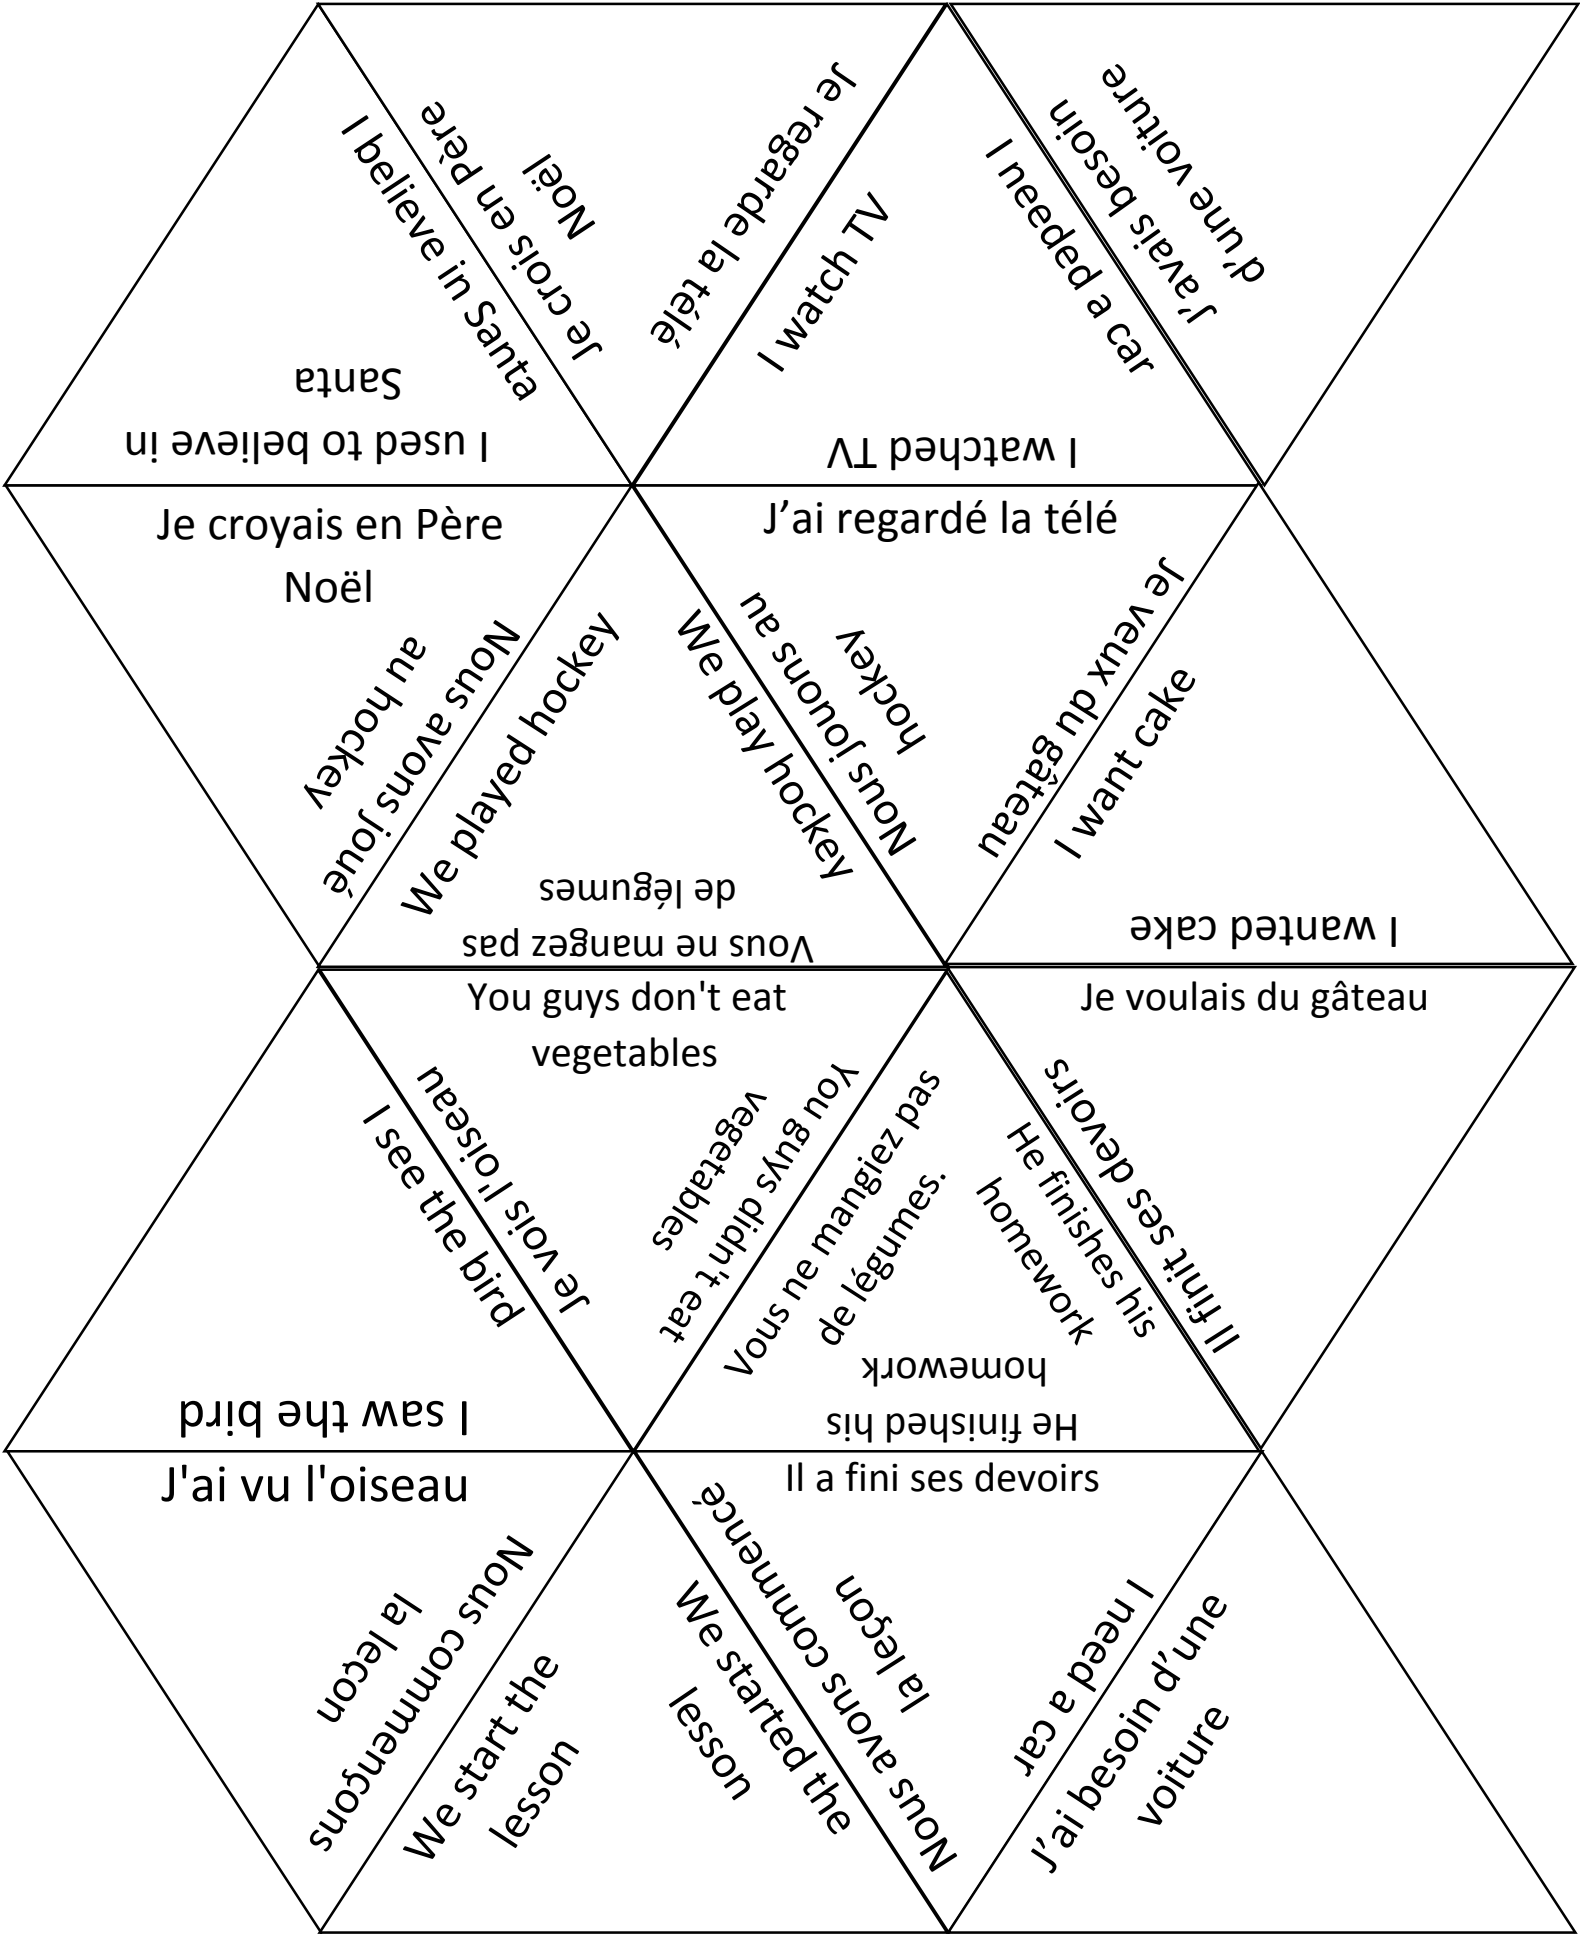 I believe in Santa
I used to believe in
Santa
Je crois en Père
Noël
Je regarde la télé
I watch TV
I needed a car
I watched TV
J'avais besoin
d'une voiture
Je croyais en Père
Noël
Nous avons joué
au hockey
We played hockey
We play hockey
Vous ne mangez pas
de légumes
J’ai regardé la télé
Nous jouons au
hockey
Je veux du gâteau
I want cake
I wanted cake
I see the bird
I saw the bird
You guys don't eat
vegetables
Je vois l'oiseau
You guys didn't eat
vegetables
Vous ne mangiez pas
de légumes.
He finishes his
homework
He finished his
homework
Je voulais du gâteau
Il finit ses devoirs
J'ai vu l'oiseau
Nous commençons
la leçon
We start the
lesson
We started the
lesson
Il a fini ses devoirs
Nous avons commencé
la leçon
I need a car
J’ai besoin d’une
voiture